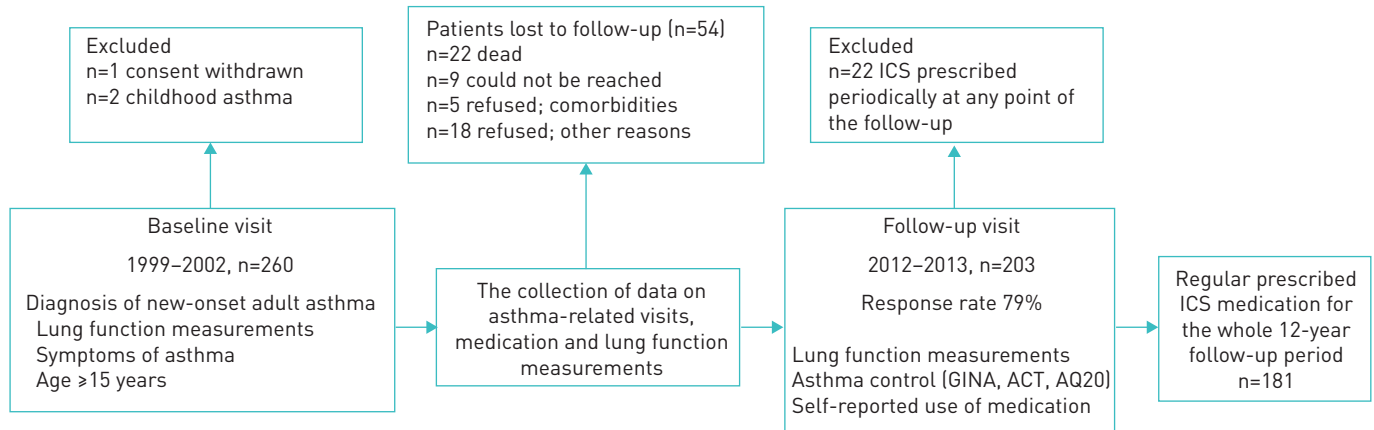 Excluded
n=1 consent withdrawn
n=2 childhood asthma
Patients lost to follow-up (n=54)
n=22 dead
n=9 could not be reached
n=5 refused; comorbidities
n=18 refused; other reasons
Excluded
n=22 ICS prescribed
periodically at any point of
the follow-up
Baseline visit
1999–2002, n=260
Diagnosis of new-onset adult asthma
Lung function measurements
Symptoms of asthma
Age ⩾15 years
The collection of data on
asthma-related visits,
medication and lung function
measurements
Follow-up visit
2012–2013, n=203
Response rate 79%
Lung function measurements
Asthma control (GINA, ACT, AQ20)
Self-reported use of medication
Regular prescribed
ICS medication for
the whole 12-year
follow-up period
n=181